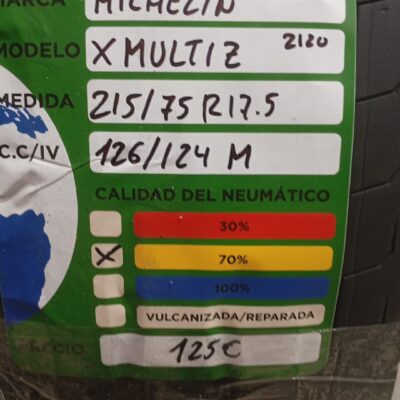 MARCA MICHELIN
MODELO X MULTI Z 2120
MEDIDA 215/75 R17.5
C.C/IV 126/124 M
CALIDAD DEL NEUMÁTICO
30%
X 70%
100%
VULCANIZADA/REPARADA
PRECIO 125€